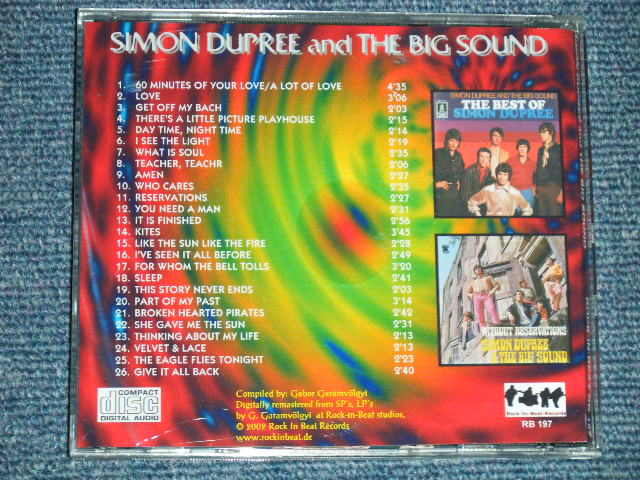 SIMON DUPREE and THE BIG SOUND
1. 60 MINUTES OF YOUR LOVE/A LOT OF LOVE 4'35
2. LOVE 3'06
3. GET OFF MY BACH 2'03
4. THERE'S A LITTLE PICTURE PLAYHOUSE 2'15
5. DAY TIME, NIGHT TIME 2'14
6. I SEE THE LIGHT 2'19
7. WHAT IS SOUL 2'35
8. TEACHER, TEACHR 2'06
9. AMEN 2'27
10. WHO CARES 2'35
11. RESERVATIONS 2'27
12. YOU NEED A MAN 2'31
13. IT IS FINISHED 2'56
14. KITES 3'45
15. LIKE THE SUN LIKE THE FIRE 2'28
16. I'VE SEEN IT ALL BEFORE 2'49
17. FOR WHOM THE BELL TOLLS 3'20
18. SLEEP 2'41
19. THIS STORY NEVER ENDS 2'03
20. PART OF MY PAST 3'14
21. BROKEN HEARTED PIRATES 2'42
22. SHE GAVE ME THE SUN 2'31
23. THINKING ABOUT MY LIFE 2'13
24. VELVET & LACE 2'13
25. THE EAGLE FLIES TONIGHT 2'23
26. GIVE IT ALL BACK 2'40
SIMON DUPREE AND THE BIG SOUND
THE BEST OF
SIMON DUPREE
WITHOUT RESERVATIONS
SIMON DUPREE
& THE BIG SOUND
COMPACT
disc
DIGITAL AUDIO
Compiled by: Gabor Garamvölgyi
Digitally remastered from SP's, LP's
by G. Garamvölgyi at Rock-in-Beat studios,
© 2002 Rock In Beat Records
www.rockinbeat.de
Rock-In-Beat-Records
RB 197